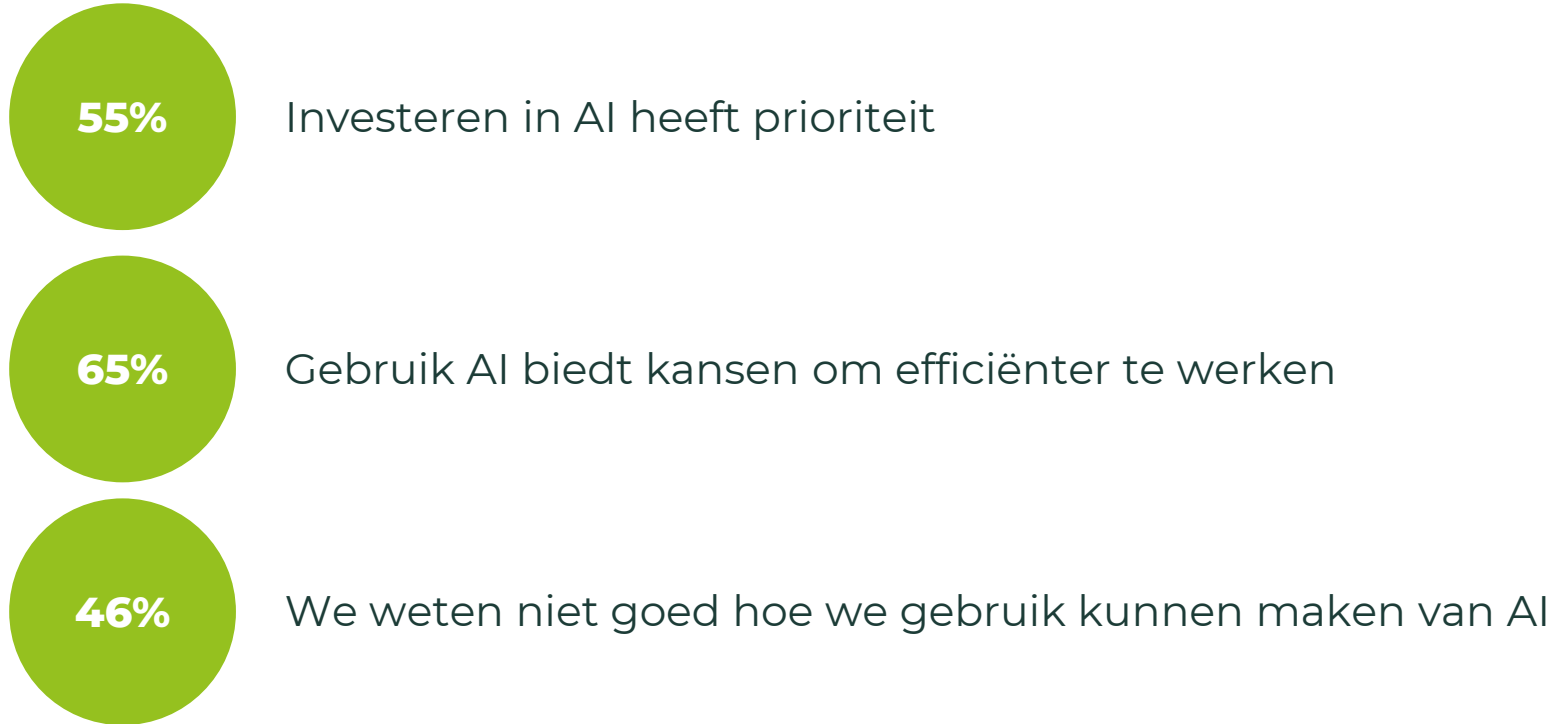 55%
Investeren in AI heeft prioriteit
65%
Gebruik AI biedt kansen om efficiënter te werken
46%
We weten niet goed hoe we gebruik kunnen maken van AI